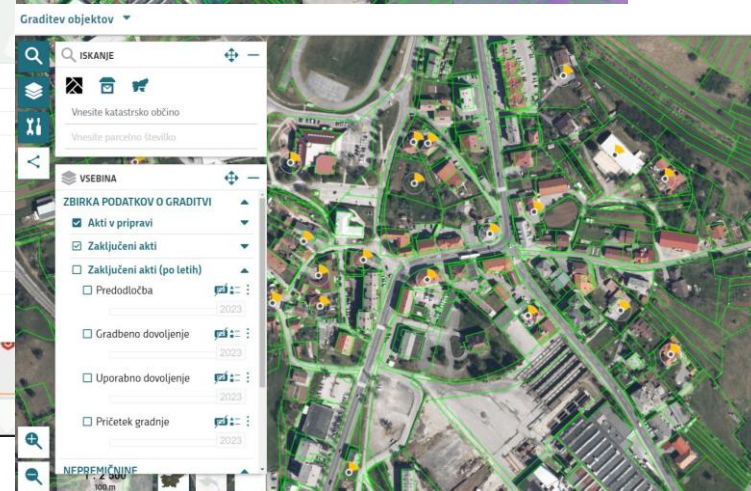 Graditev objektov
ISKANJE
Vnesite katastrsko občino
Vnesite parcelno številko
VSEBINA
ZBIRKA PODATKOV O GRADITVI
Akti v pripravi
Zaključeni akti
Zaključeni akti (po letih)
Predodločba
2023
Gradbeno dovoljenje
2023
Uporabno dovoljenje
2023
Pričetek gradnje
2023
NEPREMIČNINE
1 : 2 500
100 m